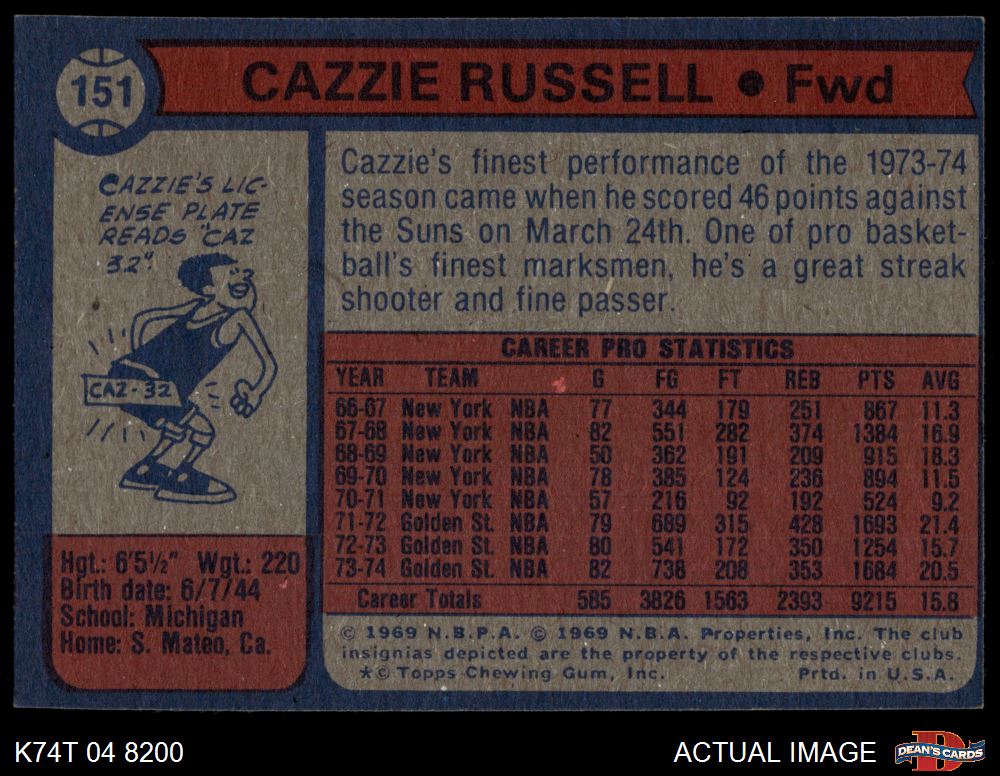 151
CAZZIE RUSSELL ● Fwd
CAZZIE'S LIC-
ENSE PLATE
READS "CAZ
32".
CAZ-32
Hgt.: 6'5½" Wgt.: 220
Birth date: 6/7/44
School: Michigan
Home: S. Mateo, Ca.
Cazzie's finest performance of the 1973-74
season came when he scored 46 points against
the Suns on March 24th. One of pro basket-
ball's finest marksmen, he's a great streak
shooter and fine passer.
CAREER PRO STATISTICS
YEAR TEAM G FG FT REB PTS AVG
66-67 New York NBA 77 344 179 251 867 11.3
67-68 New York NBA 82 551 282 374 1384 16.9
68-69 New York NBA 50 362 191 209 915 18.3
69-70 New York NBA 78 385 124 236 894 11.5
70-71 New York NBA 57 216 92 192 524 9.2
71-72 Golden St. NBA 79 689 315 428 1693 21.4
72-73 Golden St. NBA 80 541 172 350 1254 15.7
73-74 Golden St. NBA 82 738 208 353 1684 20.5
Career Totals 585 3826 1563 2393 9215 15.8
© 1969 N.B.P.A. © 1969 N.B.A. Properties, Inc. The club
insignias depicted are the property of the respective clubs.
*© Topps Chewing Gum, Inc. Prtd. in U.S.A.
K74T 04 8200
ACTUAL IMAGE
D
DEAN'S CARDS